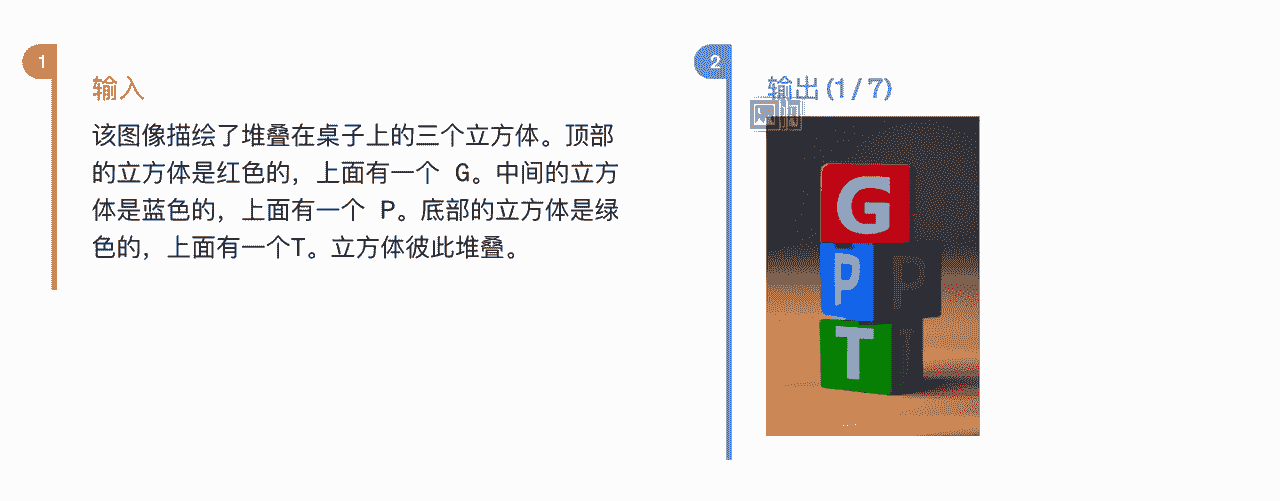 1
输入
该图像描绘了堆叠在桌子上的三个立方体。顶部
的立方体是红色的，上面有一个 G。中间的立方
体是蓝色的，上面有一个 P。底部的立方体是绿
色的，上面有一个T。立方体彼此堆叠。
2
输出 (1 / 7)
G
P P
T T